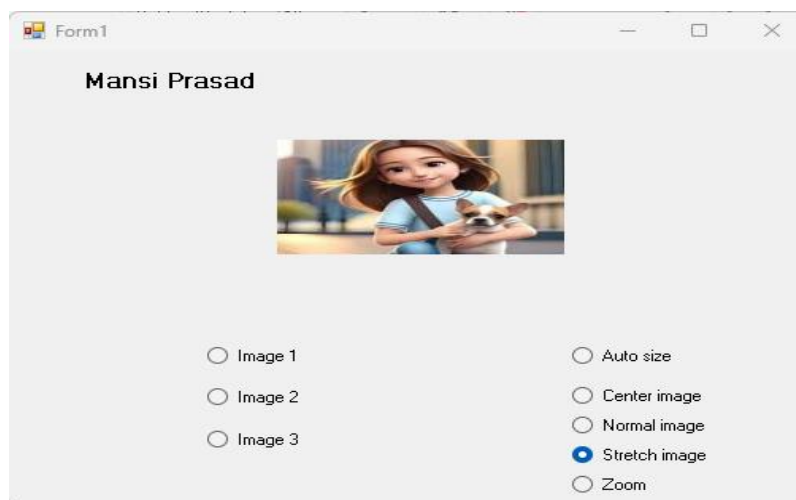 Form1
Mansi Prasad
Image 1
Image 2
Image 3
Auto size
Center image
Normal image
Stretch image
Zoom